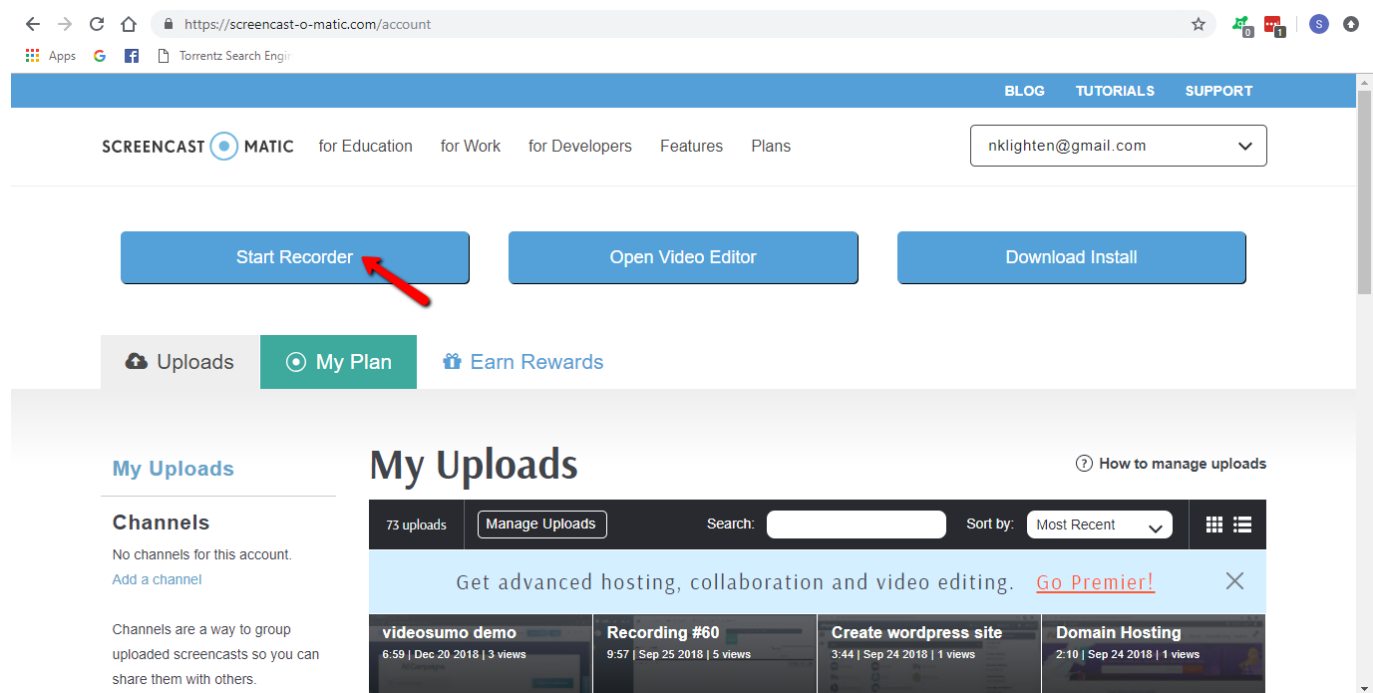 https://screencast-o-matic.com/account
0
1
S
Apps
Torrentz Search Engin
BLOG TUTORIALS SUPPORT
SCREENCAST MATIC for Education for Work for Developers Features Plans nklighten@gmail.com
Start Recorder Open Video Editor Download Install
Uploads My Plan Earn Rewards
My Uploads
Channels
No channels for this account.
Add a channel
Channels are a way to group
uploaded screencasts so you can
share them with others.
My Uploads
? How to manage uploads
73 uploads Manage Uploads Search: Sort by: Most Recent
Get advanced hosting, collaboration and video editing. Go Premier!
videosumo demo
6:59 | Dec 20 2018 | 3 views
Recording #60
9:57 | Sep 25 2018 | 5 views
Create wordpress site
3:44 | Sep 24 2018 | 1 views
Domain Hosting
2:10 | Sep 24 2018 | 1 views